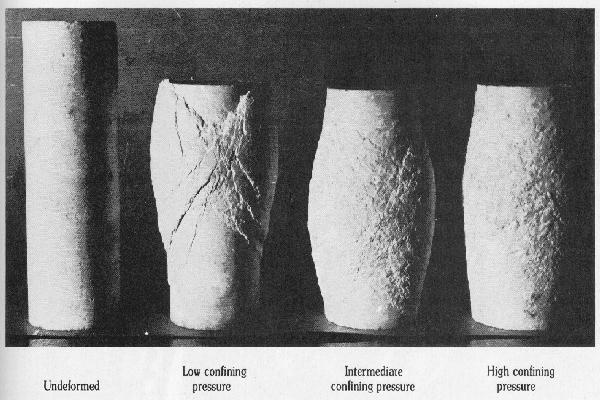 Undeformed
Low confining
pressure
Intermediate
confining pressure
High confining
pressure